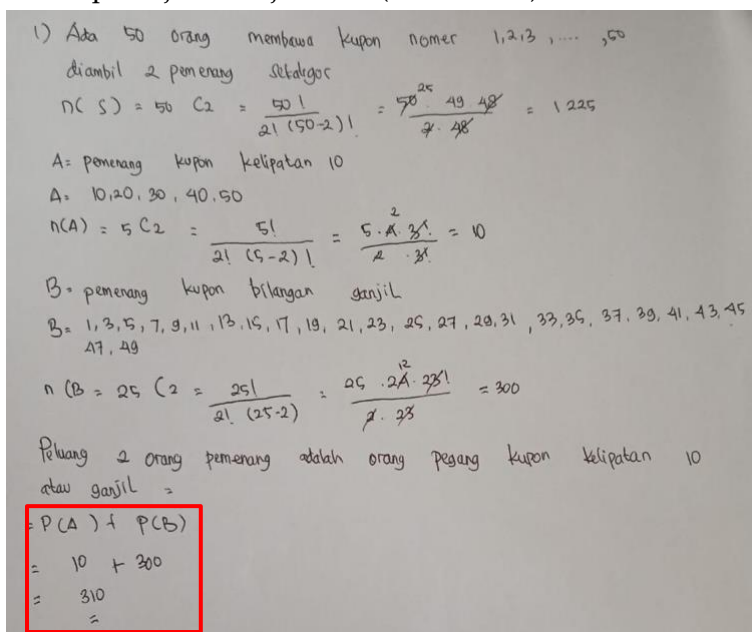 1) Ada 50 orang membawa kupon nomer 1,2,3 , .... ,50
diambil 2 pemenang sekaligor
n( S ) = 50 C2 = 50! / 2! (50-2)! = 50 25 . 49 . 48 / 2 . 48 = 1 225
A= pemenang kupon kelipatan 10
A= 10,20, 30, 40, 50
n(A) = 5 C2 = 5! / 2! (5-2)! = 5 . 4 2 . 3! / 2 . 3! = 10
B= pemenang kupon bilangan ganjil
B= 1, 3, 5, 7, 9, 11, 13, 15, 17, 19, 21, 23, 25, 27, 29, 31, 33, 35, 37, 39, 41, 43, 45
47, 49
n (B = 25 C2 = 25! / 2! (25-2) = 25 . 24 12 . 23! / 2 . 23 = 300
Peluang 2 orang pemenang adalah orang pegang kupon kelipatan 10
atau ganjil =
= P(A) + P(B)
= 10 + 300
= 310
=